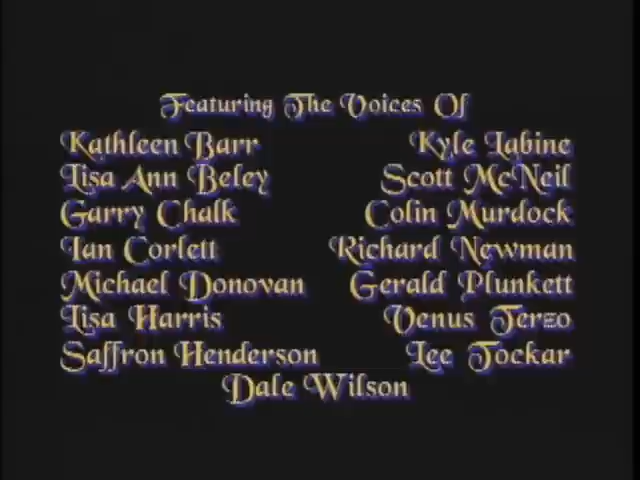 Featuring The Voices Of
Kathleen Barr Kyle Labine
Lisa Ann Beley Scott McNeil
Garry Chalk Colin Murdock
Ian Corlett Richard Newman
Michael Donovan Gerald Plunkett
Lisa Harris Venus Terzo
Saffron Henderson Lee Tockar
Dale Wilson